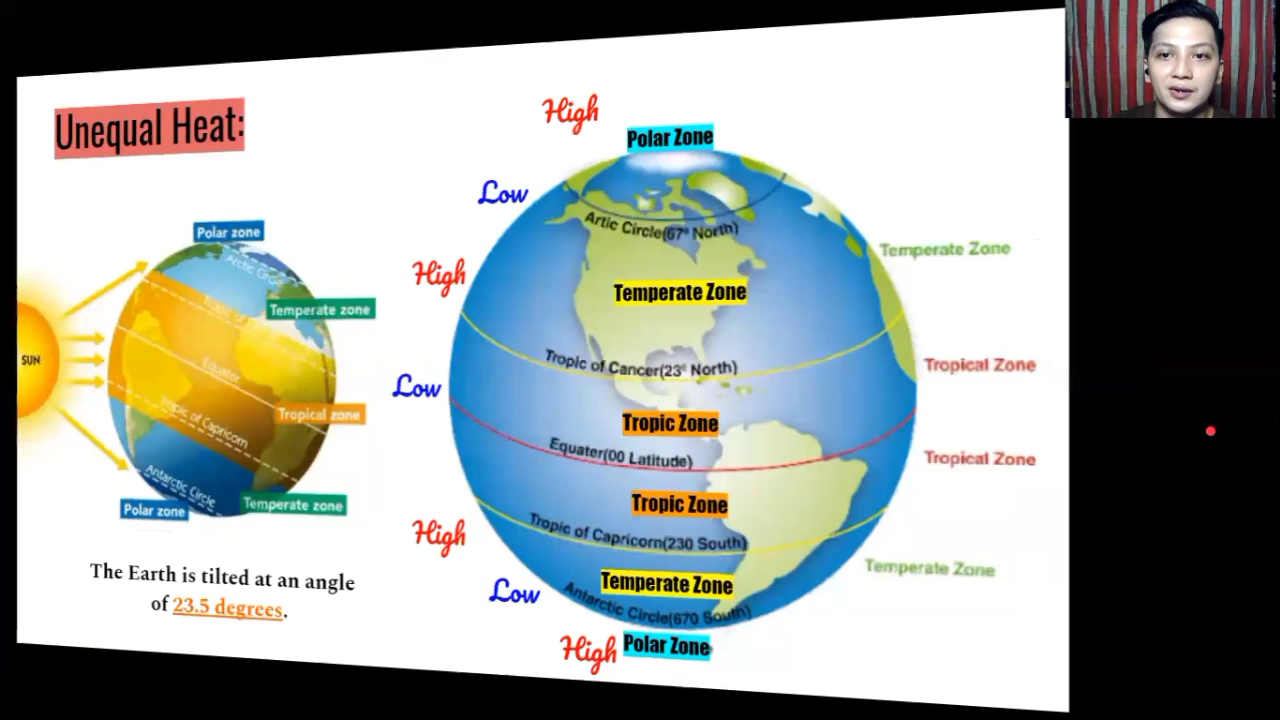 Unequal Heat:
SUN
Polar zone
Arctic Circle
Temperate zone
Equator
Tropical zone
Tropic of Capricorn
Antarctic Circle
Polar zone
Temperate zone
The Earth is tilted at an angle
of 23.5 degrees.
High
Polar Zone
Low
Artic Circle(67º North)
Temperate Zone
High
Temperate Zone
Tropic of Cancer(23º North)
Tropical Zone
Low
Tropic Zone
Equater(00 Latitude)
Tropical Zone
Tropic Zone
High
Tropic of Capricorn(230 South)
Temperate Zone
Temperate Zone
Low
Antarctic Circle(670 South)
High
Polar Zone